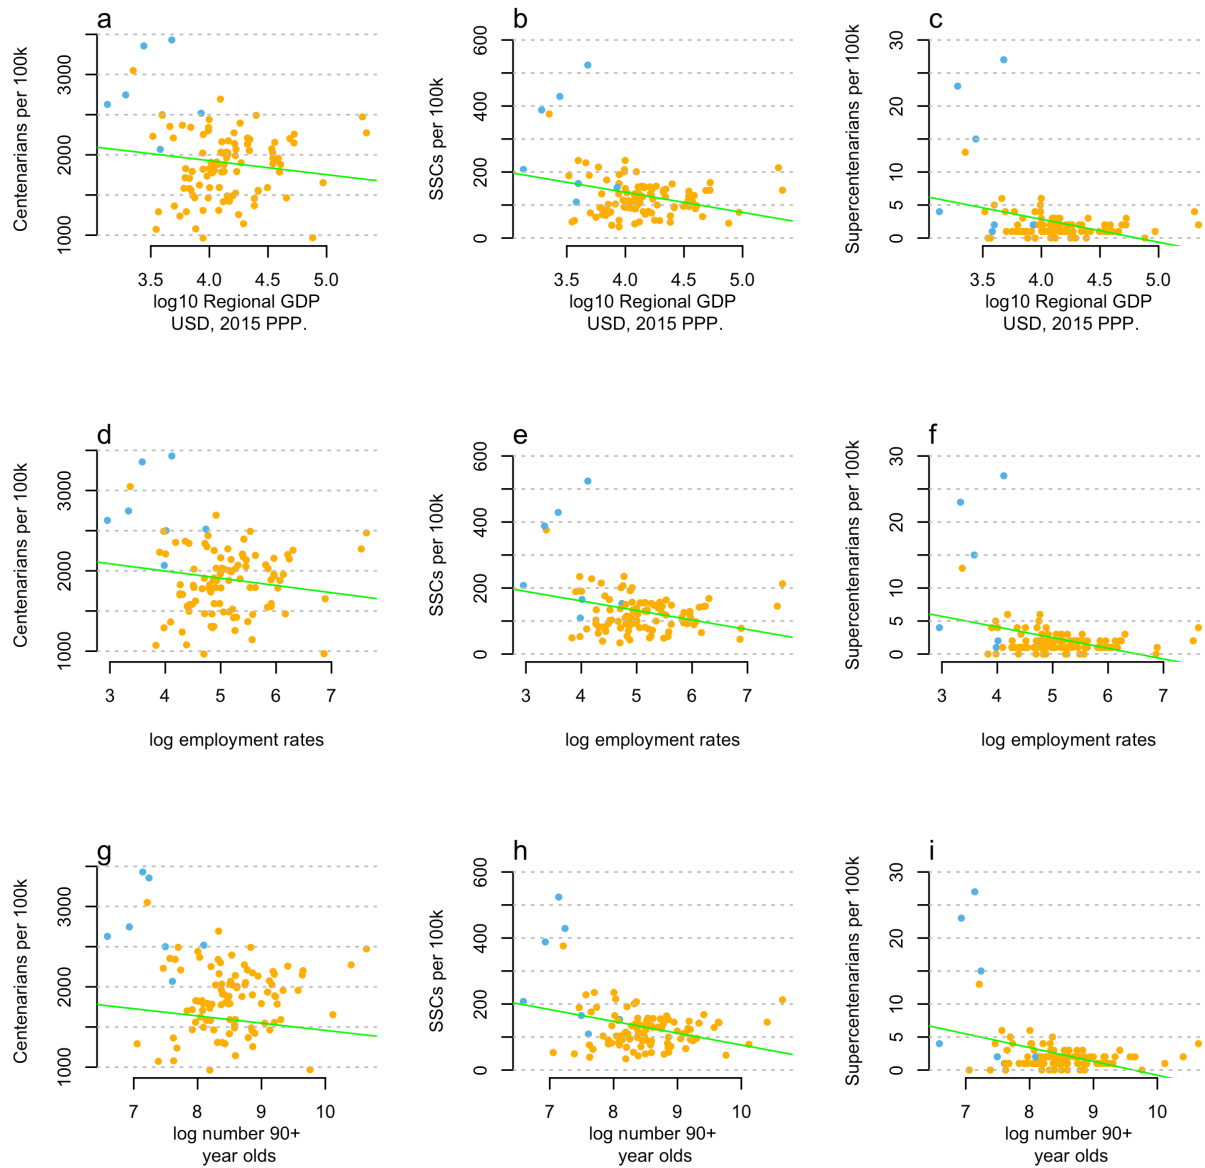 a
Centenarians per 100k
1000 2000 3000
3.5 4.0 4.5 5.0
log10 Regional GDP
USD, 2015 PPP.
b
SSCs per 100k
0 200 400 600
3.5 4.0 4.5 5.0
log10 Regional GDP
USD, 2015 PPP.
c
Supercentenarians per 100k
0 5 10 20 30
3.5 4.0 4.5 5.0
log10 Regional GDP
USD, 2015 PPP.
d
Centenarians per 100k
1000 2000 3000
3 4 5 6 7
log employment rates
e
SSCs per 100k
0 200 400 600
3 4 5 6 7
log employment rates
f
Supercentenarians per 100k
0 5 10 20 30
3 4 5 6 7
log employment rates
g
Centenarians per 100k
1000 2000 3000
7 8 9 10
log number 90+
year olds
h
SSCs per 100k
0 200 400 600
7 8 9 10
log number 90+
year olds
i
Supercentenarians per 100k
0 5 10 20 30
7 8 9 10
log number 90+
year olds